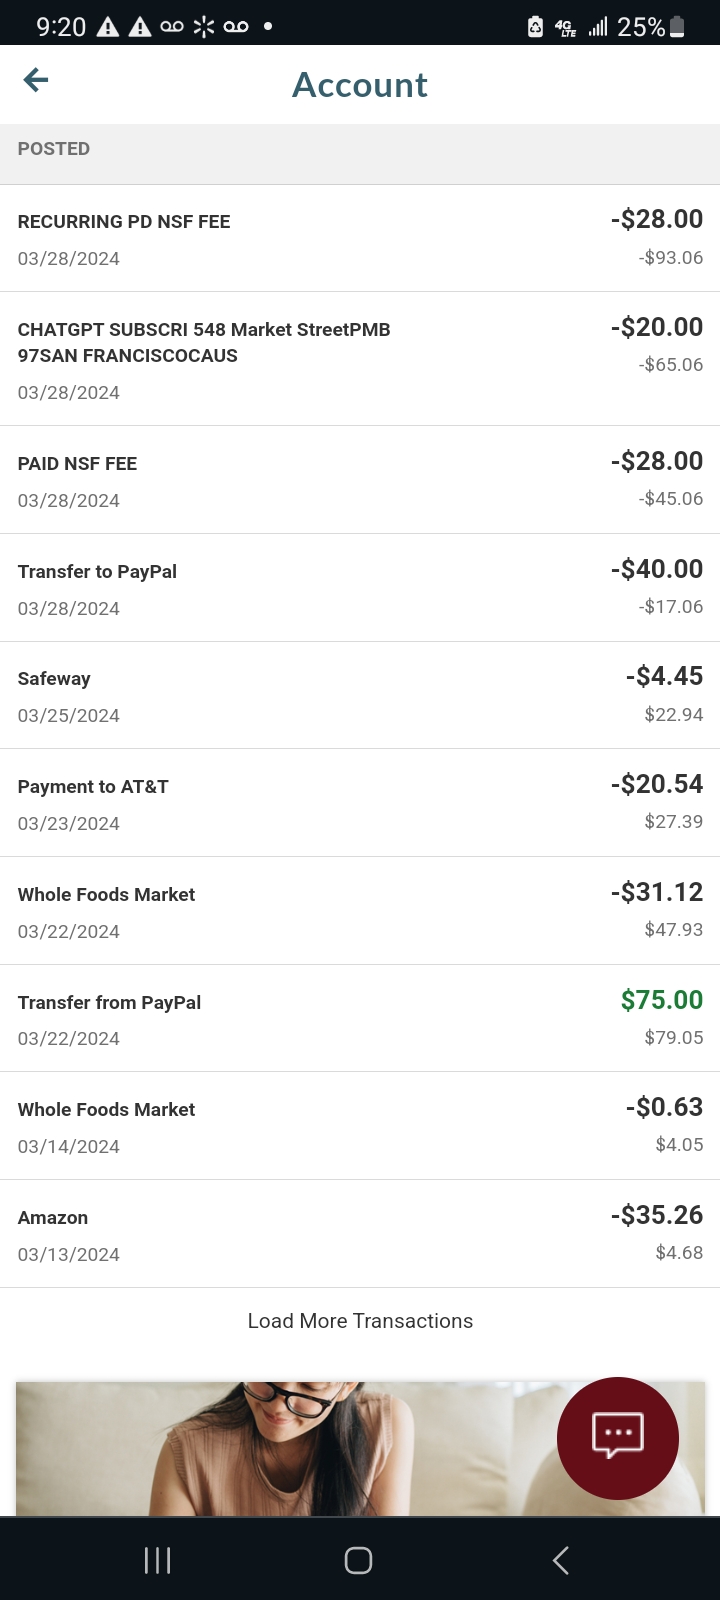 9:20
4G
LTE
25%
Account
POSTED
RECURRING PD NSF FEE
-$28.00
03/28/2024
-$93.06
CHATGPT SUBSCRI 548 Market StreetPMB
97SAN FRANCISCOCAUS
-$20.00
-$65.06
03/28/2024
PAID NSF FEE
-$28.00
03/28/2024
-$45.06
Transfer to PayPal
-$40.00
03/28/2024
-$17.06
Safeway
-$4.45
03/25/2024
$22.94
Payment to AT&T
-$20.54
03/23/2024
$27.39
Whole Foods Market
-$31.12
03/22/2024
$47.93
Transfer from PayPal
$75.00
03/22/2024
$79.05
Whole Foods Market
-$0.63
03/14/2024
$4.05
Amazon
-$35.26
03/13/2024
$4.68
Load More Transactions